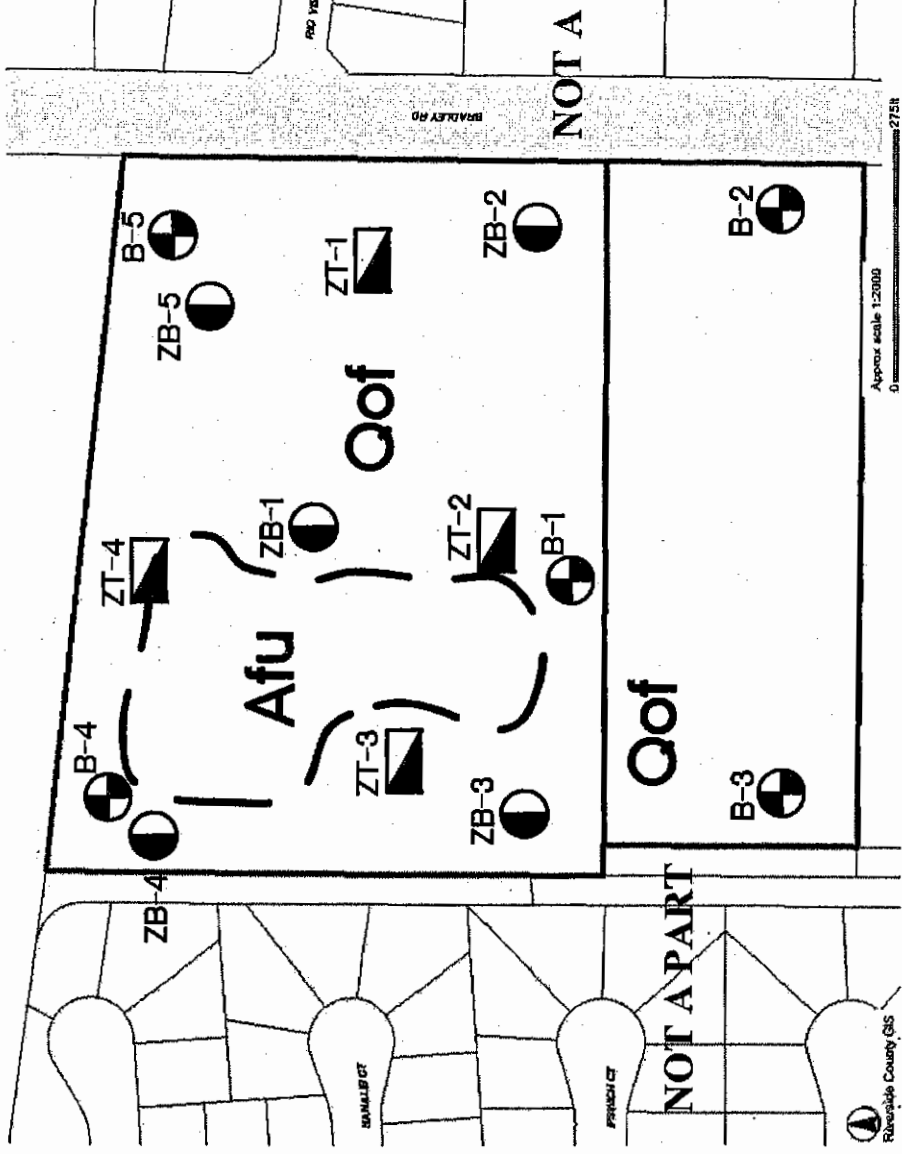 NOT A
BRADLEY RD
B-5
ZB-5
ZT-1
ZB-2
Qof
B-2
ZT-4
ZB-1
ZT-2
B-1
Afu
B-4
ZT-3
ZB-4
ZB-3
Qof
B-3
NOT A PART
Approx scale 1:2000
0 275ft
Riverside County GIS